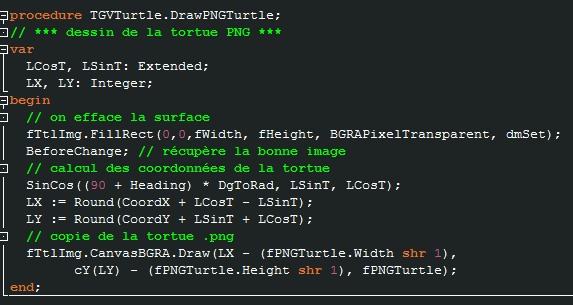 procedure TGVTurtle.DrawPNGTurtle;
// *** dessin de la tortue PNG ***
var
  LCosT, LSinT: Extended;
  LX, LY: Integer;
begin
  // on efface la surface
  fTtlImg.FillRect(0,0,fWidth, fHeight, BGRAPixelTransparent, dmSet);
  BeforeChange; // récupère la bonne image
  // calcul des coordonnées de la tortue
  SinCos((90 + Heading) * DgToRad, LSinT, LCosT);
  LX := Round(CoordX + LCosT - LSinT);
  LY := Round(CoordY + LSinT + LCosT);
  // copie de la tortue .png
  fTtlImg.CanvasBGRA.Draw(LX - (fPNGTurtle.Width shr 1),
        cY(LY) - (fPNGTurtle.Height shr 1), fPNGTurtle);
end;